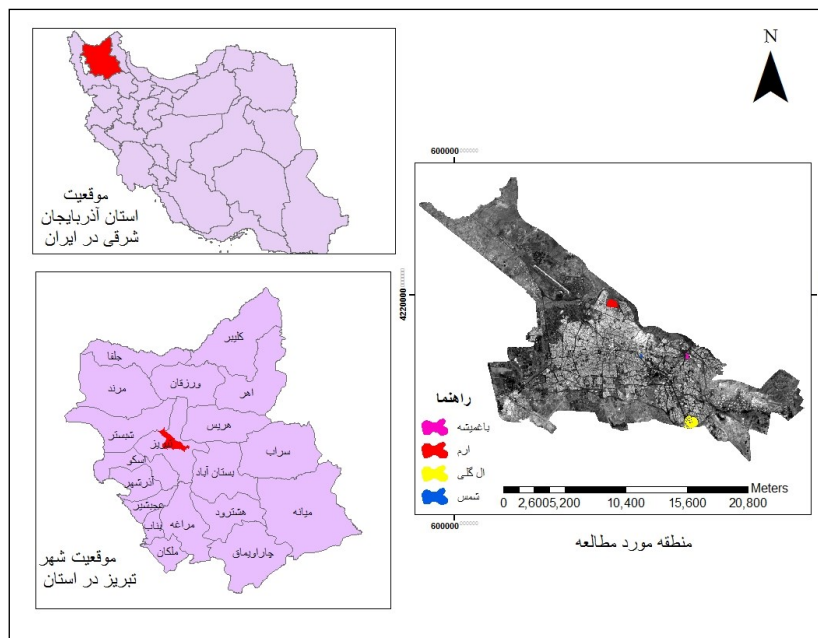 موقعیت
استان آذربایجان
شرقی در ایران
N
600000
4220000
راهنما
باغمیشه
ارم
ال گلی
شمس
Meters
0 2,6005,200 10,400 15,600 20,800
600000
منطقه مورد مطالعه
کلیبر
جلفا
ورزقان
مرند
اهر
هریس
شبستر
تبریز
سراب
اسکو
بستان آباد
آذرشهر
عجبشیر
هشترود
میانه
مراغه
بناب
ملکان
چاراویماق
موقعیت شهر
تبریز در استان